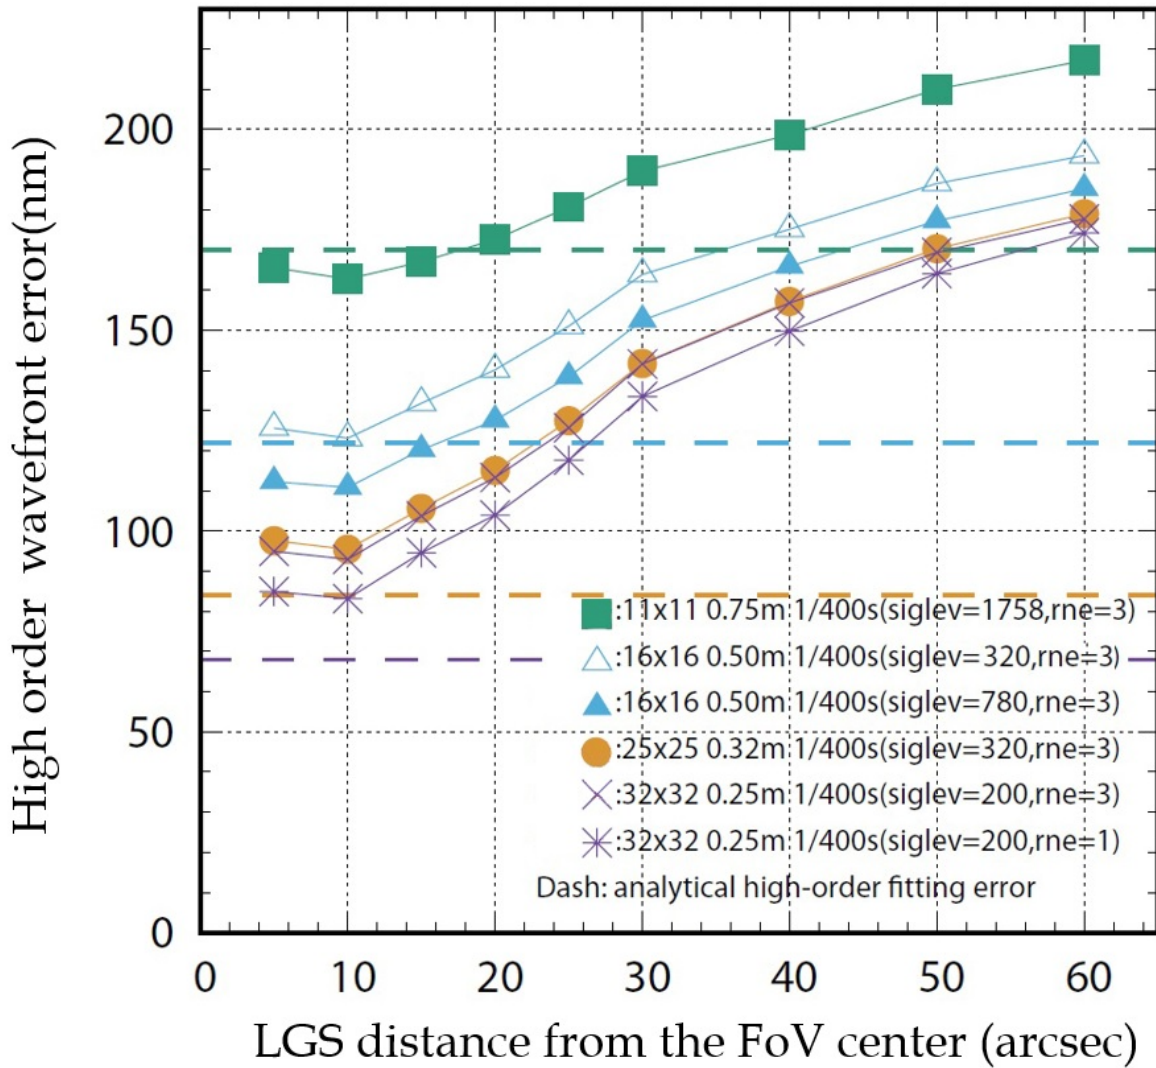 High order wavefront error(nm)
200
150
100
50
0
:11x11 0.75m 1/400s(siglev=1758,rne=3)
:16x16 0.50m 1/400s(siglev=320,rne=3)
:16x16 0.50m 1/400s(siglev=780,rne=3)
:25x25 0.32m 1/400s(siglev=320,rne=3)
:32x32 0.25m 1/400s(siglev=200,rne=3)
:32x32 0.25m 1/400s(siglev=200,rne=1)
Dash: analytical high-order fitting error
0 10 20 30 40 50 60
LGS distance from the FoV center (arcsec)